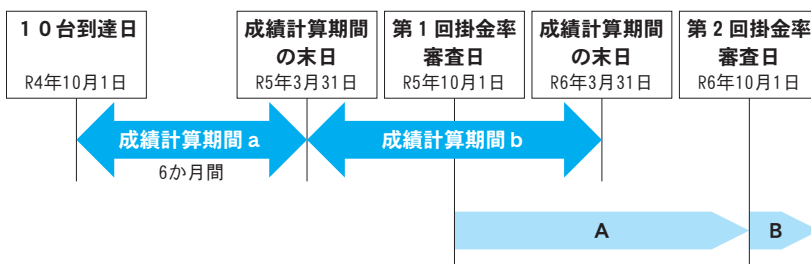 １０台到達日
R4年10月1日
成績計算期間
の末日
R5年3月31日
第１回掛金率
審査日
R5年10月1日
成績計算期間
の末日
R6年3月31日
第２回掛金率
審査日
R6年10月1日
成績計算期間ａ
成績計算期間ｂ
6か月間
A
B